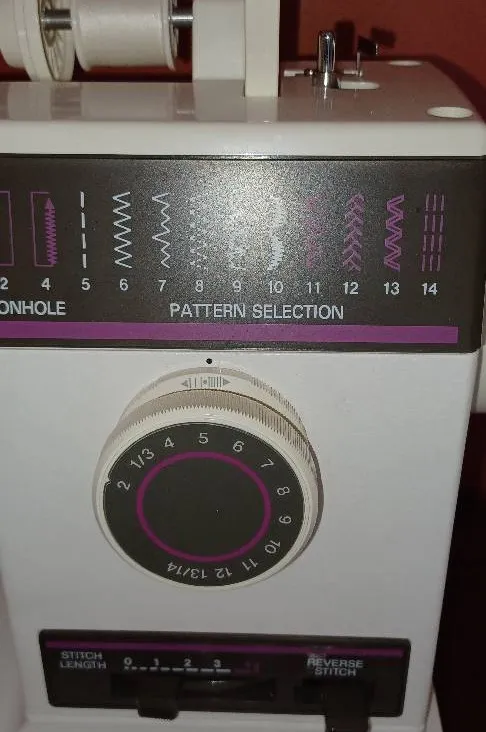 2 4 5 6 7 8 9 10 11 12 13 14
ONHOLE PATTERN SELECTION
2 1/3 4 5 6 7 8 9 10 11 12 13/14
STITCH
LENGTH
0 1 2 3
REVERSE
STITCH